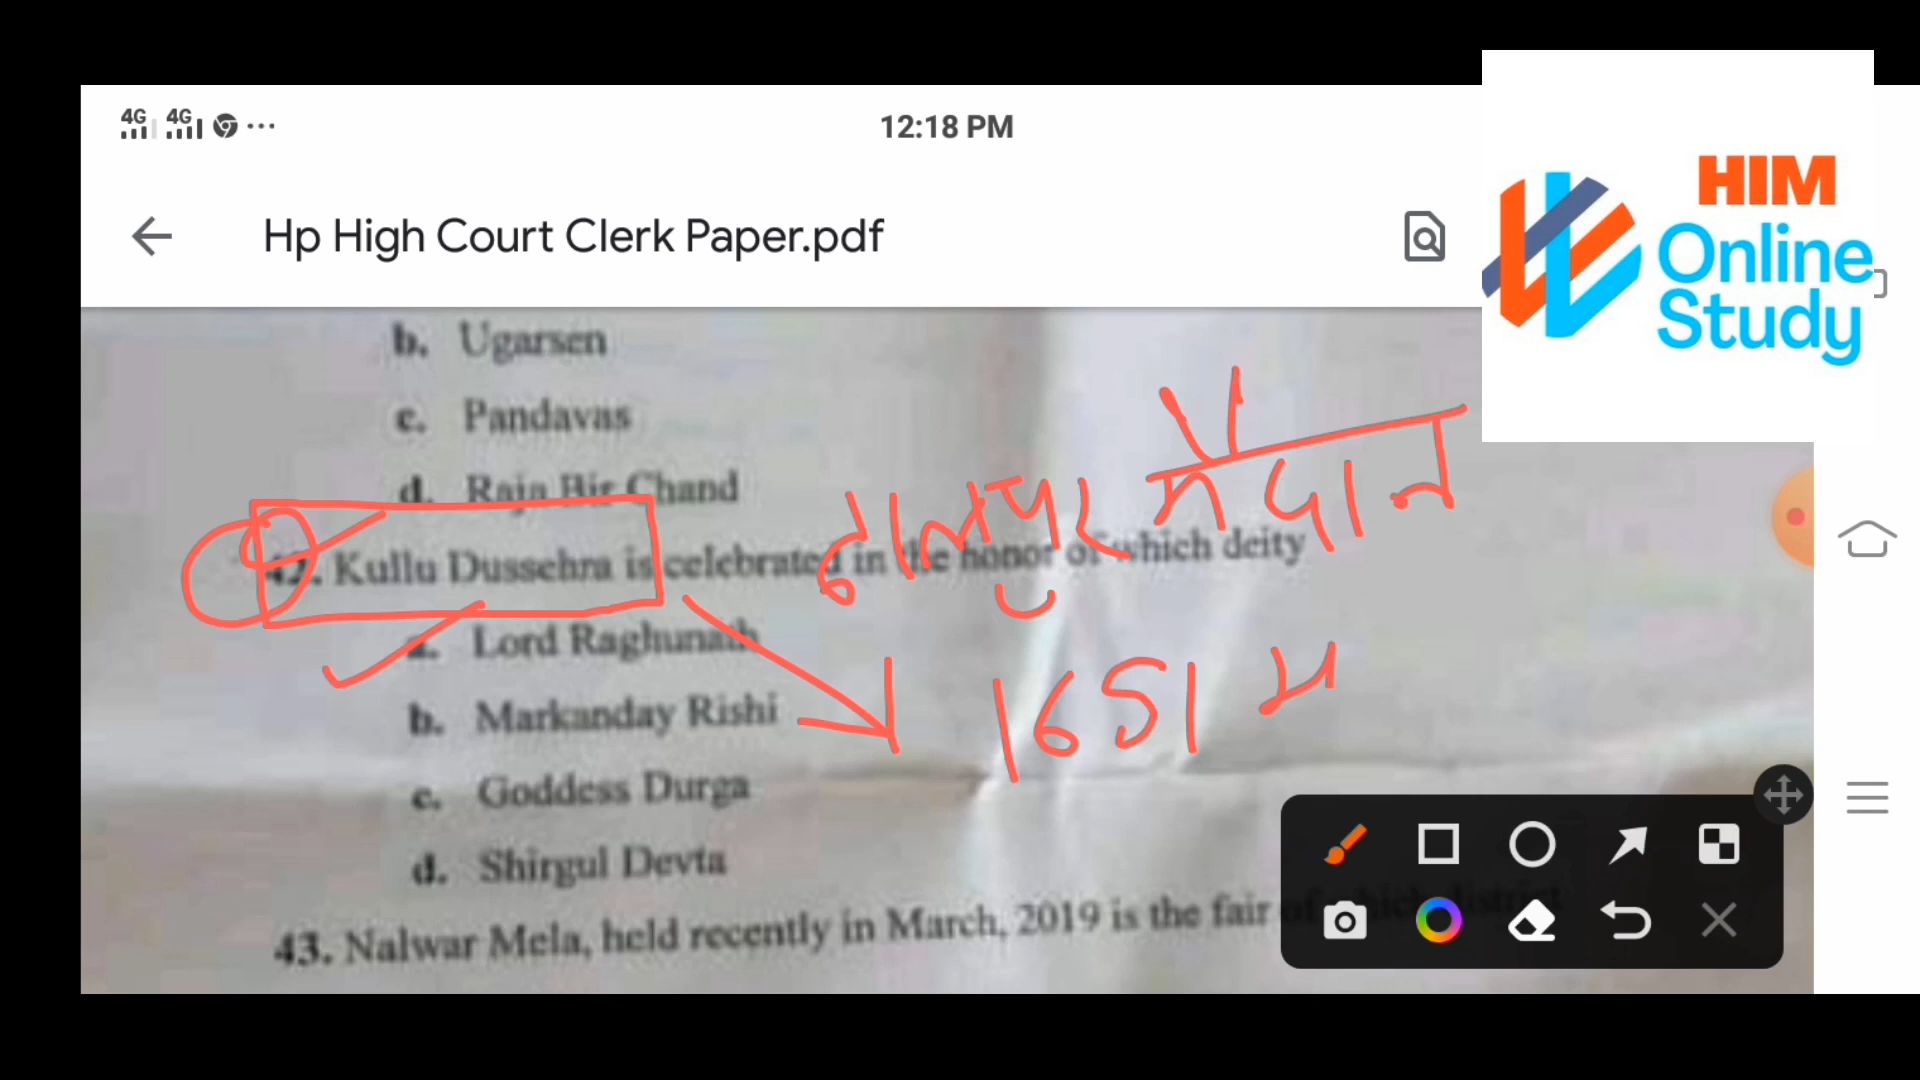 4G 4G ...
12:18 PM
HIM
Online
Study
Hp High Court Clerk Paper.pdf
b. Ugarsen
c. Pandavas
d. Raja Bir Chand
ढालपुर मैदान
42. Kullu Dussehra is celebrated in the honor of which deity
a. Lord Raghunath
1651 में
b. Markanday Rishi
c. Goddess Durga
d. Shirgul Devta
43. Nalwar Mela, held recently in March, 2019 is the fair of which district